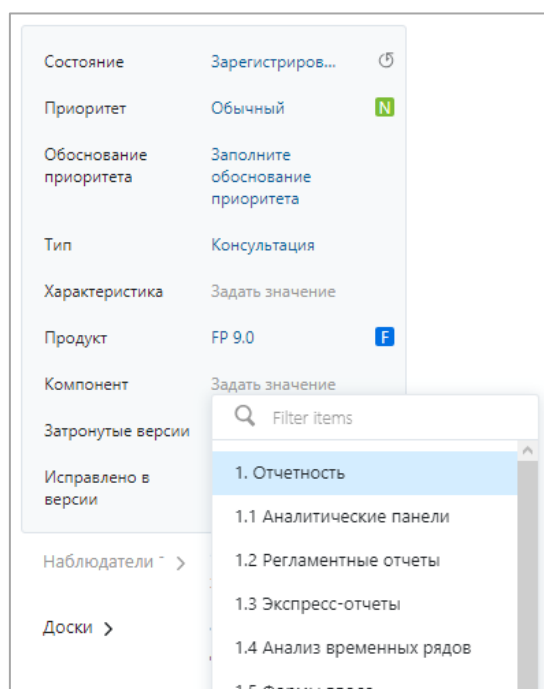 Состояние Зарегистриров...
Приоритет Обычный N
Обоснование приоритета Заполните обоснование приоритета
Тип Консультация
Характеристика Задать значение
Продукт FP 9.0 F
Компонент Задать значение
Filter items
Затронутые версии
1. Отчетность
Исправлено в версии
1.1 Аналитические панели
Наблюдатели
1.2 Регламентные отчеты
1.3 Экспресс-отчеты
Доски
1.4 Анализ временных рядов